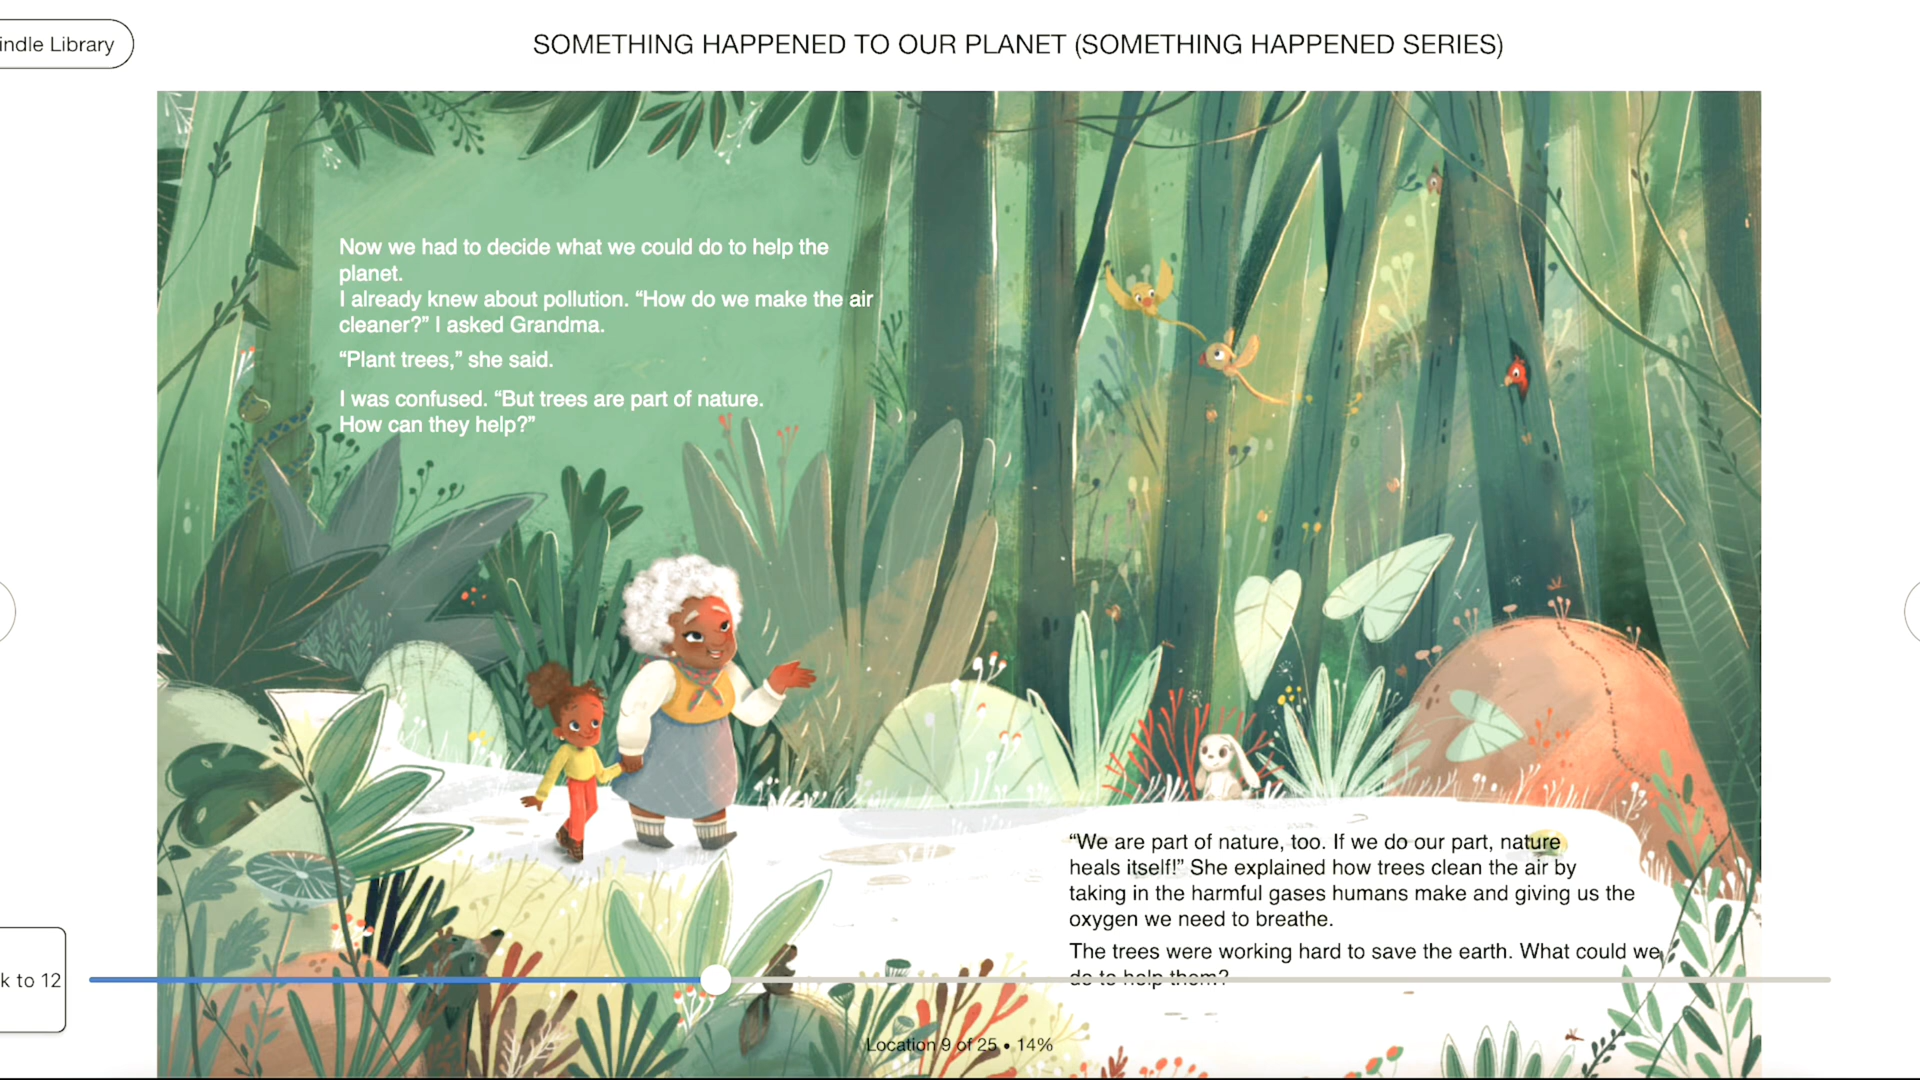 indle Library
SOMETHING HAPPENED TO OUR PLANET (SOMETHING HAPPENED SERIES)
Now we had to decide what we could do to help the
planet.
I already knew about pollution. “How do we make the air
cleaner?” I asked Grandma.
“Plant trees,” she said.
I was confused. “But trees are part of nature.
How can they help?”
“We are part of nature, too. If we do our part, nature
heals itself!” She explained how trees clean the air by
taking in the harmful gases humans make and giving us the
oxygen we need to breathe.
The trees were working hard to save the earth. What could we
do to help them?
k to 12
Location 9 of 25 • 14%